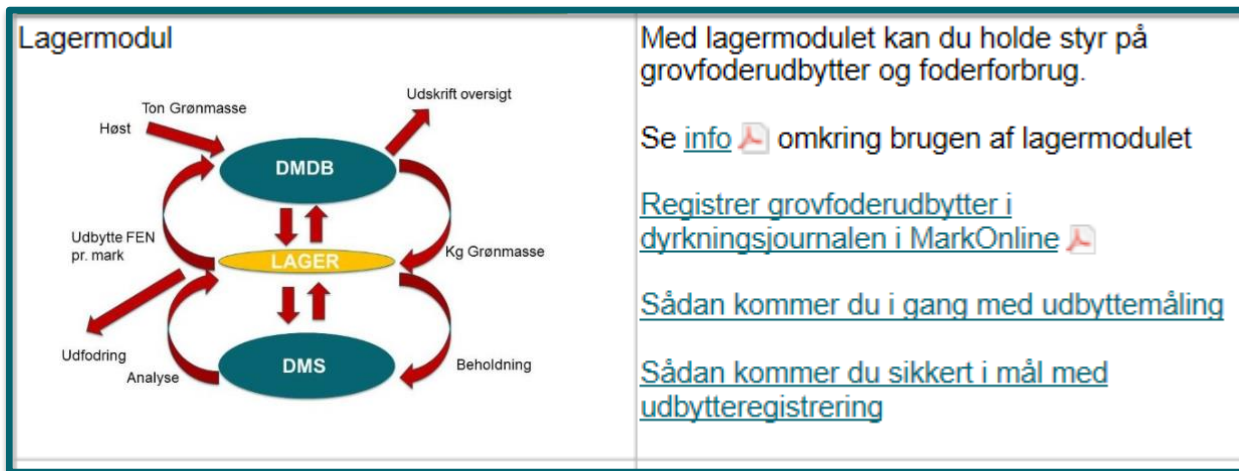 Lagermodul
Ton Grønmasse
Høst
Udskrift oversigt
DMDB
Udbytte FEN
pr. mark
LAGER
Kg Grønmasse
Udfodring
Analyse
DMS
Beholdning
Med lagermodulet kan du holde styr på
grovfoderudbytter og foderforbrug.
Se info omkring brugen af lagermodulet
Registrer grovfoderudbytter i
dyrkningsjournalen i MarkOnline
Sådan kommer du i gang med udbyttemåling
Sådan kommer du sikkert i mål med
udbytteregistrering